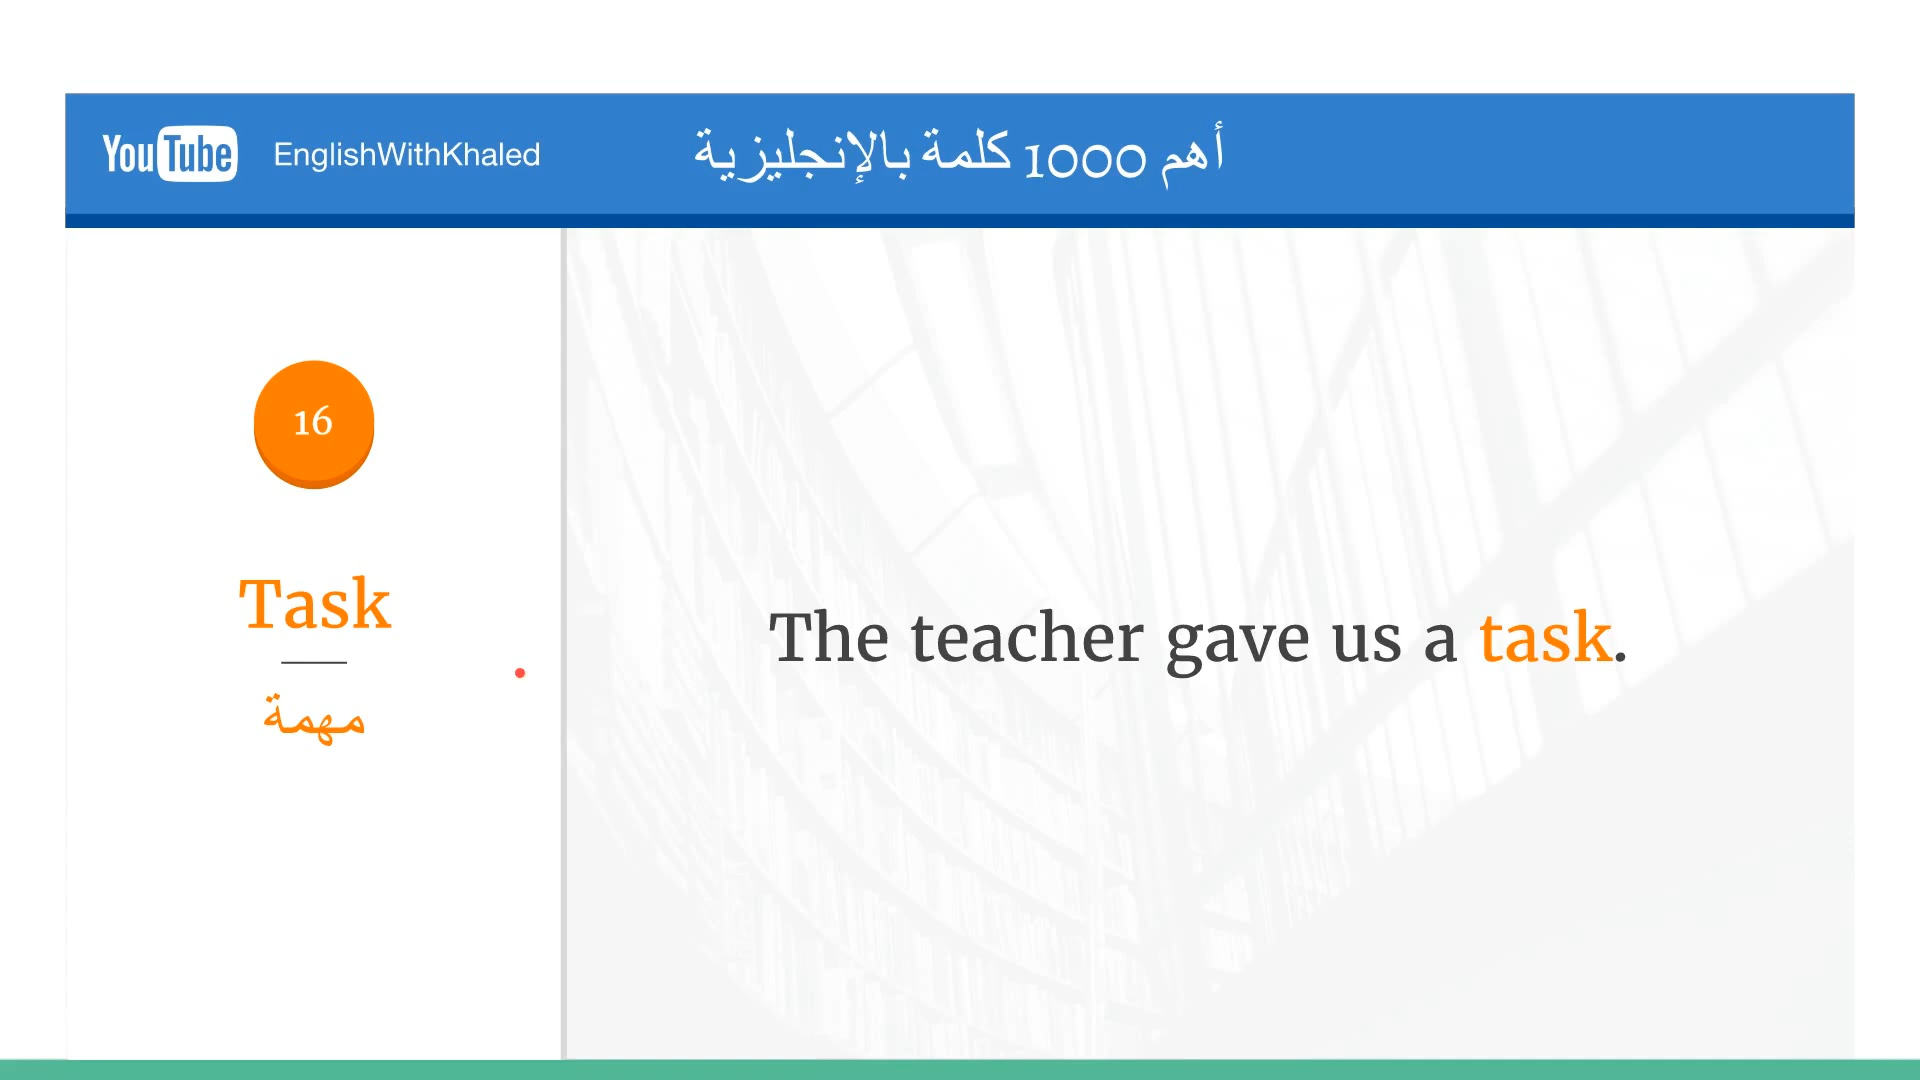 YouTube EnglishWithKhaled
أهم 1000 كلمة بالإنجليزية
16
Task
مهمة
The teacher gave us a task.